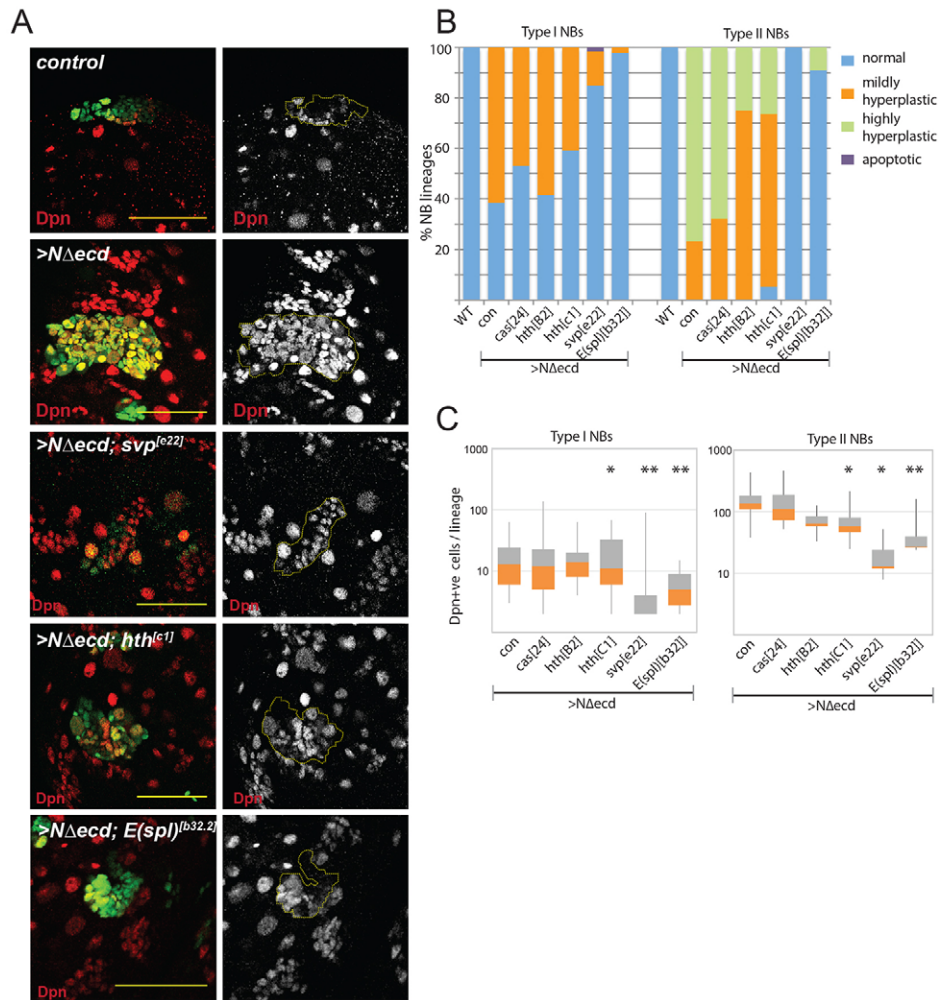 A
control
Dpn
>NΔecd
Dpn
>NΔecd; svp[e22]
Dpn
>NΔecd; hth[c1]
Dpn
>NΔecd; E(spl)[b32.2]
Dpn
B
Type I NBs
Type II NBs
100
80
60
40
20
% NB lineages
WT
con
cas[24]
hth[B2]
hth[c1]
svp[e22]
E(spl)[b32]]
>NΔecd
WT
con
cas[24]
hth[B2]
hth[c1]
svp[e22]
E(spl)[b32]]
>NΔecd
normal
mildly
hyperplastic
highly
hyperplastic
apoptotic
C
Type I NBs
1000
100
10
Dpn+ve cells / lineage
* ** **
con
cas[24]
hth[B2]
hth[C1]
svp[e22]
E(spl)[b32]]
>NΔecd
Type II NBs
1000
100
10
* * **
con
cas[24]
hth[B2]
hth[C1]
svp[e22]
E(spl)[b32]]
>NΔecd